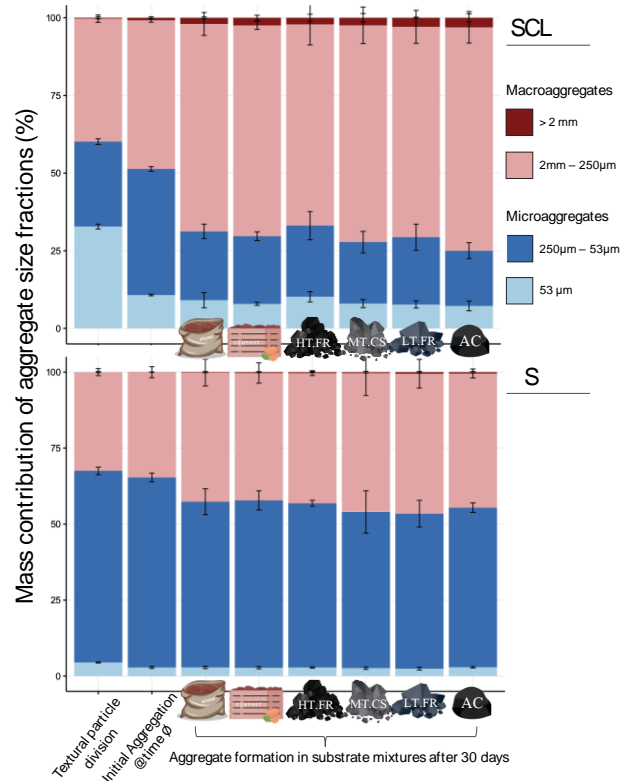 Mass contribution of aggregate size fractions (%)
100
75
50
25
0
SCL
Macroaggregates
> 2 mm
2mm – 250µm
Microaggregates
250µm – 53µm
53 µm
HT.FR
MT.CS
LT.FR
AC
100
75
50
25
0
S
COMPOST
HT.FR
MT.CS
LT.FR
AC
Textural particle
division
Initial Aggregation
@time Ø
Aggregate formation in substrate mixtures after 30 days